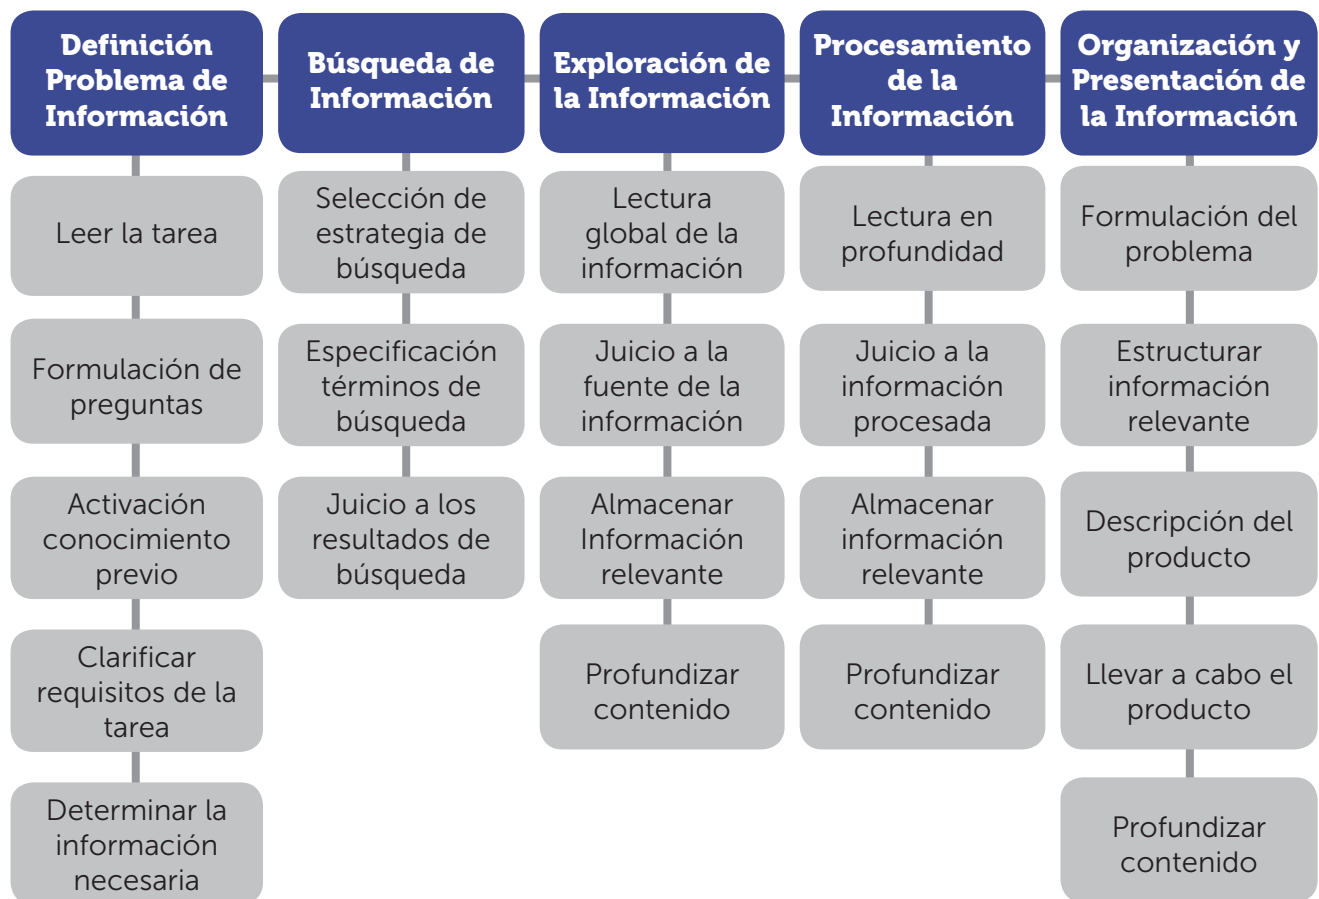 Definición
Problema de
Información
Leer la tarea
Formulación de
preguntas
Activación
conocimiento
previo
Clarificar
requisitos de la
tarea
Determinar la
información
necesaria
Búsqueda de
Información
Selección de
estrategia de
búsqueda
Especificación
términos de
búsqueda
Juicio a los
resultados de
búsqueda
Exploración de
la Información
Lectura
global de la
información
Juicio a la
fuente de la
información
Almacenar
Información
relevante
Profundizar
contenido
Procesamiento
de la
Información
Lectura en
profundidad
Juicio a la
información
procesada
Almacenar
información
relevante
Profundizar
contenido
Organización y
Presentación de
la Información
Formulación del
problema
Estructurar
información
relevante
Descripción del
producto
Llevar a cabo el
producto
Profundizar
contenido